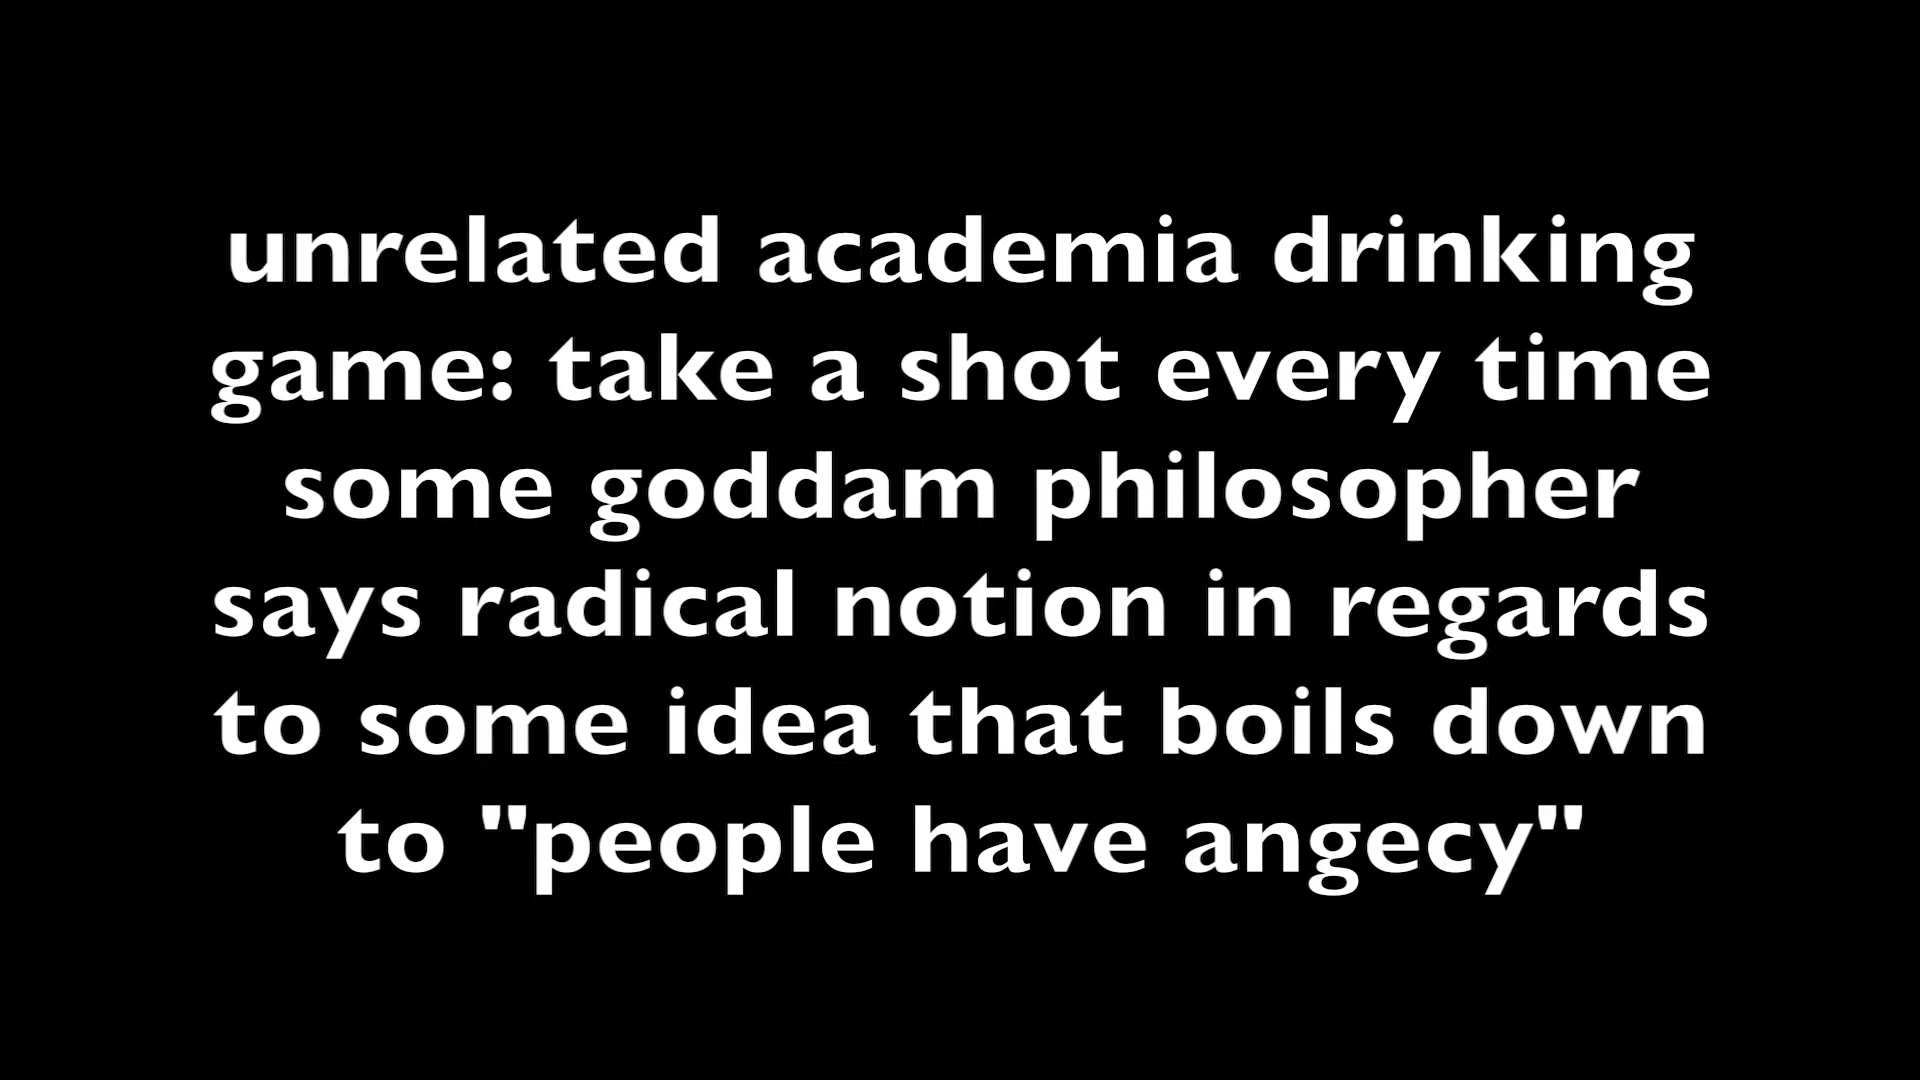 unrelated academia drinking
game: take a shot every time
some goddam philosopher
says radical notion in regards
to some idea that boils down
to "people have angecy"